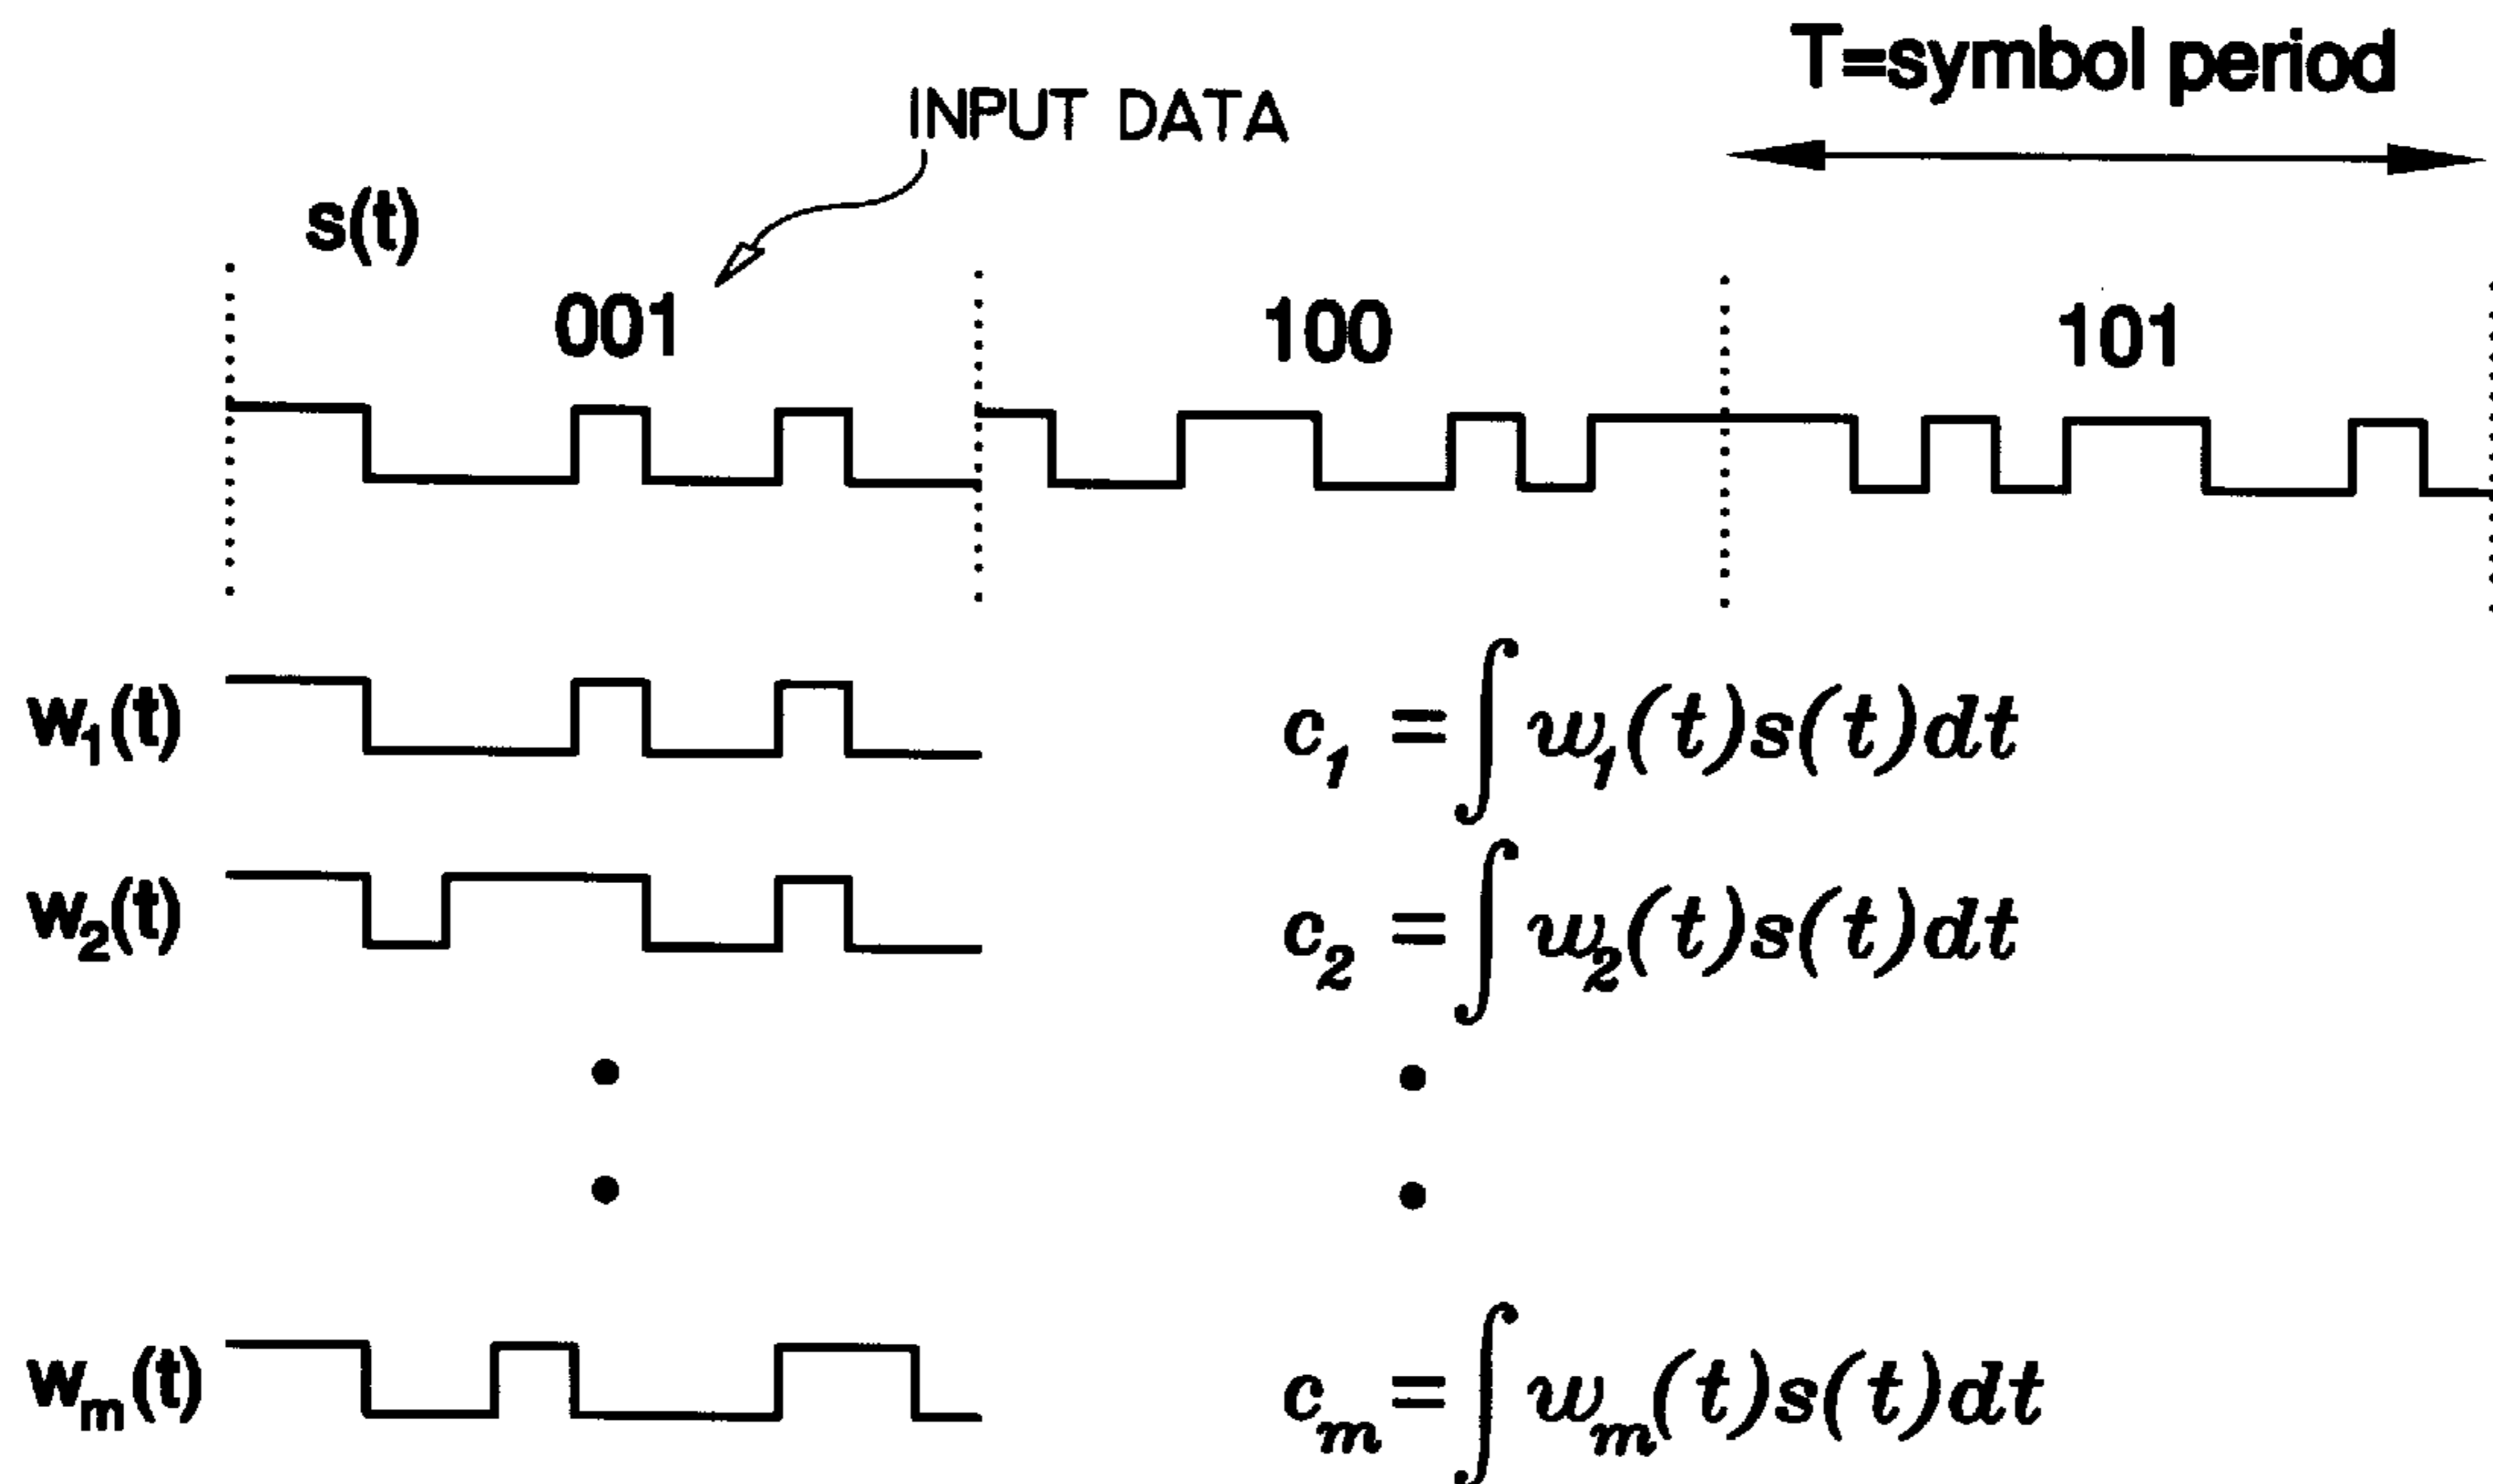 T=symbol period
INPUT DATA
s(t)
001 100 101
w₁(t) c₁ = ∫ w₁(t)s(t)dt
w₂(t) c₂ = ∫ w₂(t)s(t)dt
wₘ(t) cₘ = ∫ wₘ(t)s(t)dt